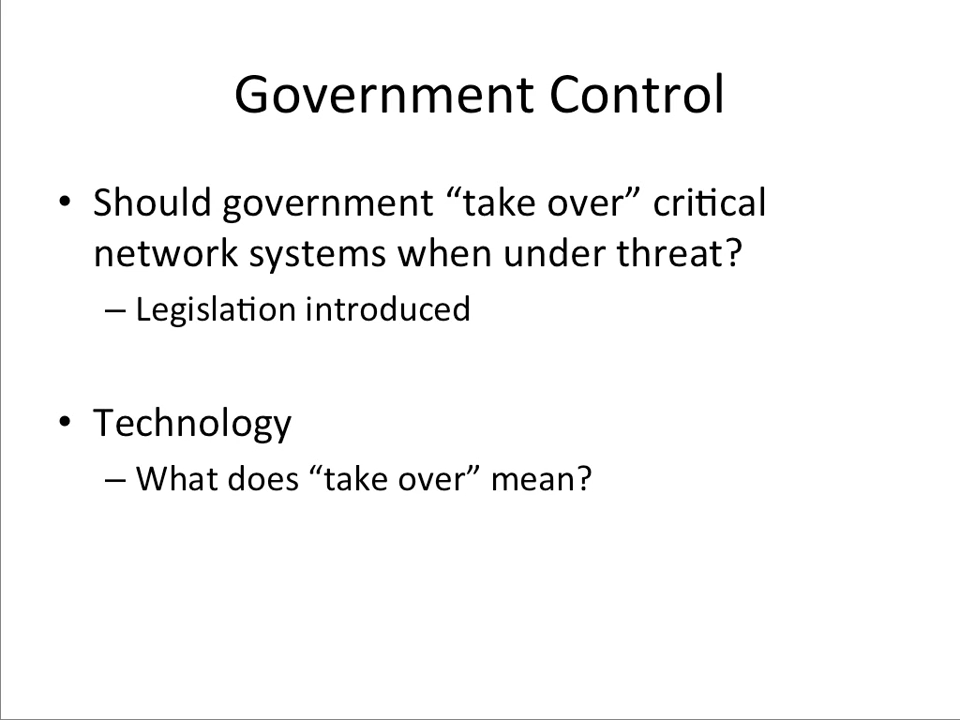 Government Control
• Should government “take over” critical
network systems when under threat?
– Legislation introduced
• Technology
– What does “take over” mean?